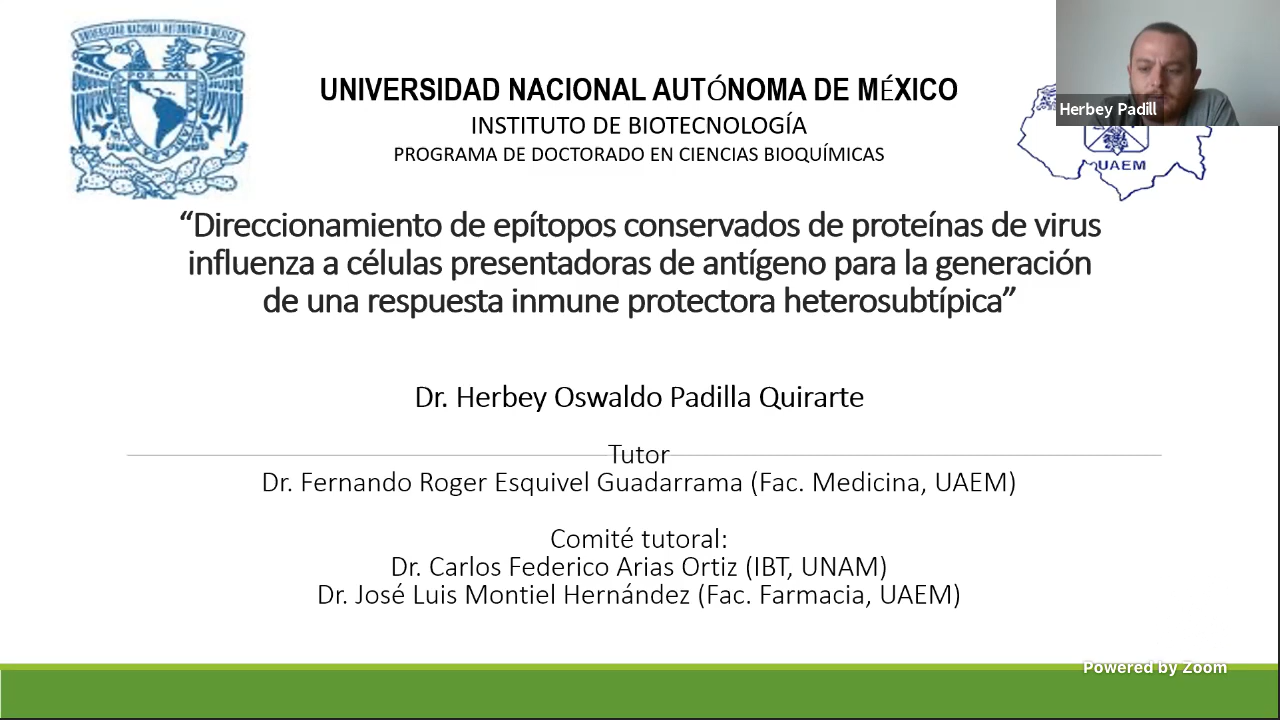 UNIVERSIDAD NACIONAL AUTÓNOMA DE MÉXICO
INSTITUTO DE BIOTECNOLOGÍA
PROGRAMA DE DOCTORADO EN CIENCIAS BIOQUÍMICAS
POR MI
Herbey Padill
UAEM
“Direccionamiento de epítopos conservados de proteínas de virus
influenza a células presentadoras de antígeno para la generación
de una respuesta inmune protectora heterosubtípica”
Dr. Herbey Oswaldo Padilla Quirarte
Tutor
Dr. Fernando Roger Esquivel Guadarrama (Fac. Medicina, UAEM)
Comité tutoral:
Dr. Carlos Federico Arias Ortiz (IBT, UNAM)
Dr. José Luis Montiel Hernández (Fac. Farmacia, UAEM)
Powered by Zoom